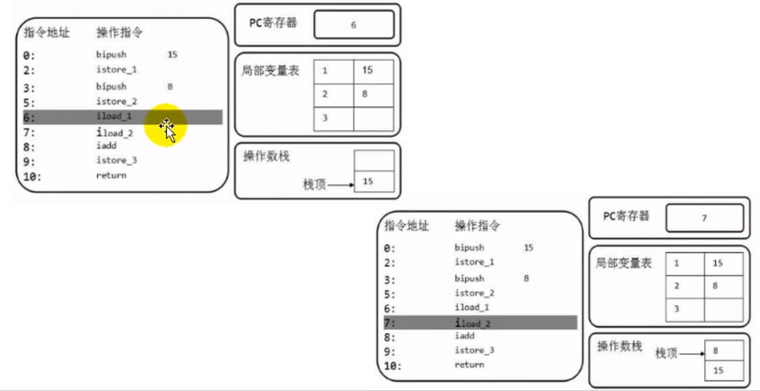 指令地址 操作指令
0: bipush 15
2: istore_1
3: bipush 8
5: istore_2
6: iload_1
7: iload_2
8: iadd
9: istore_3
10: return
PC寄存器 6
局部变量表
1 15
2 8
3
操作数栈
栈顶 15
指令地址 操作指令
0: bipush 15
2: istore_1
3: bipush 8
5: istore_2
6: iload_1
7: iload_2
8: iadd
9: istore_3
10: return
PC寄存器 7
局部变量表
1 15
2 8
3
操作数栈
栈顶 8
15